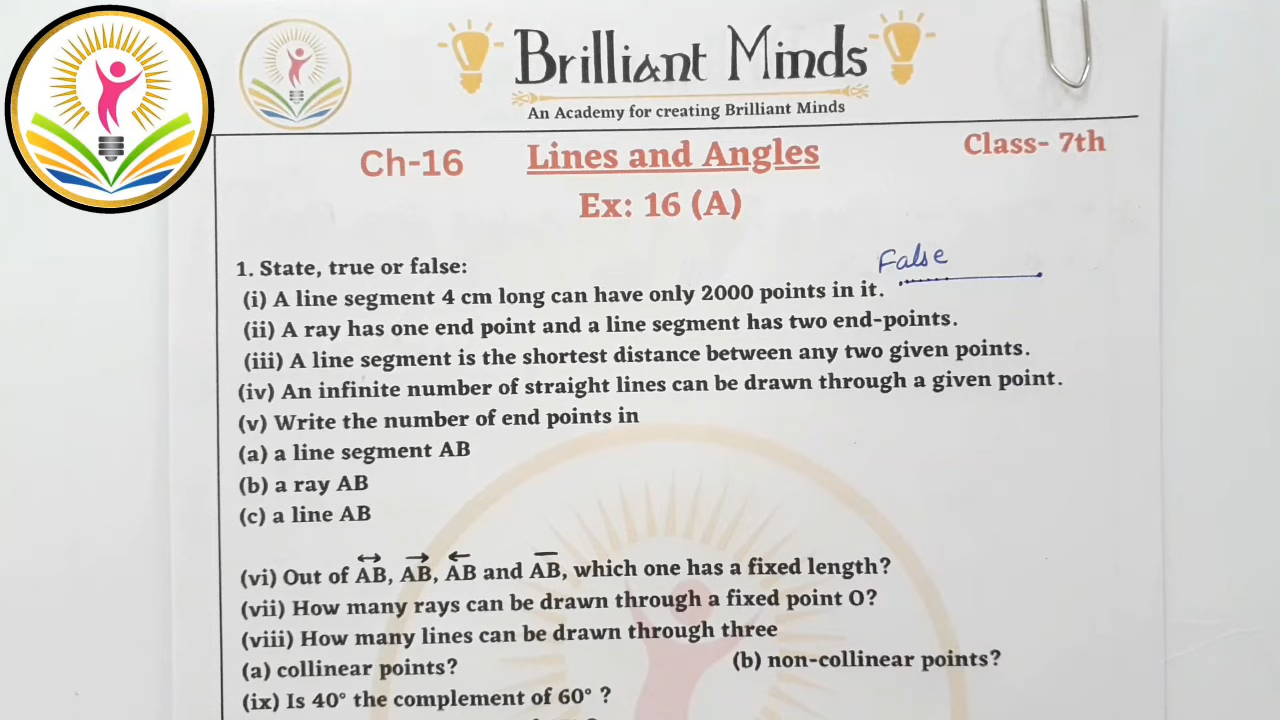 Brilliant Minds
An Academy for creating Brilliant Minds
Ch-16 Lines and Angles Class- 7th
Ex: 16 (A)
1. State, true or false:
False
(i) A line segment 4 cm long can have only 2000 points in it.
(ii) A ray has one end point and a line segment has two end-points.
(iii) A line segment is the shortest distance between any two given points.
(iv) An infinite number of straight lines can be drawn through a given point.
(v) Write the number of end points in
(a) a line segment AB
(b) a ray AB
(c) a line AB
(vi) Out of A͏B↔, AB→, AB← and AB‾, which one has a fixed length?
(vii) How many rays can be drawn through a fixed point O?
(viii) How many lines can be drawn through three
(a) collinear points? (b) non-collinear points?
(ix) Is 40° the complement of 60° ?